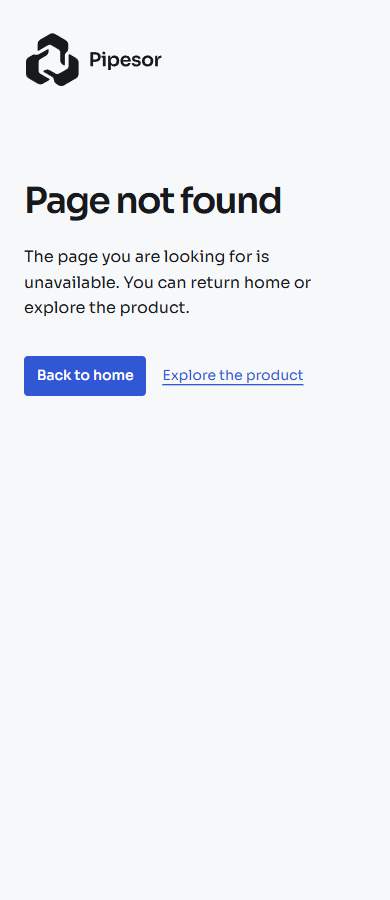 Pipesor
Page not found
The page you are looking for is
unavailable. You can return home or
explore the product.
Back to home
Explore the product